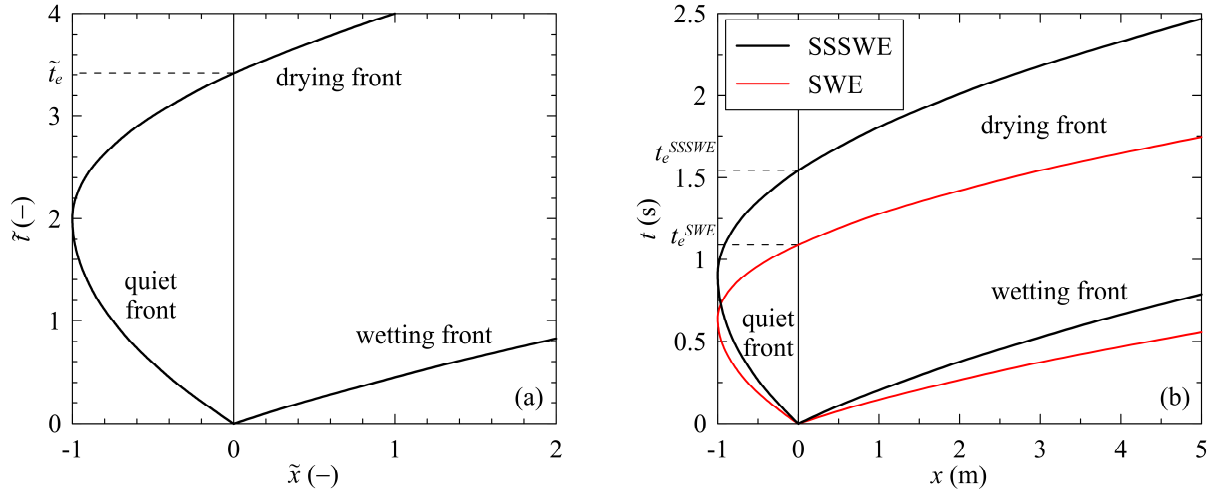 4
3
2
1
0
t̃ (−)
t̃ₑ
drying front
quiet
front
wetting front
(a)
-1
0
1
2
x̃ (−)
2.5
2
1.5
1
0.5
0
t (s)
SSSWE
SWE
tₑ^SSSWE
tₑ^SWE
drying front
wetting front
quiet
front
(b)
-1
0
1
2
3
4
5
x (m)